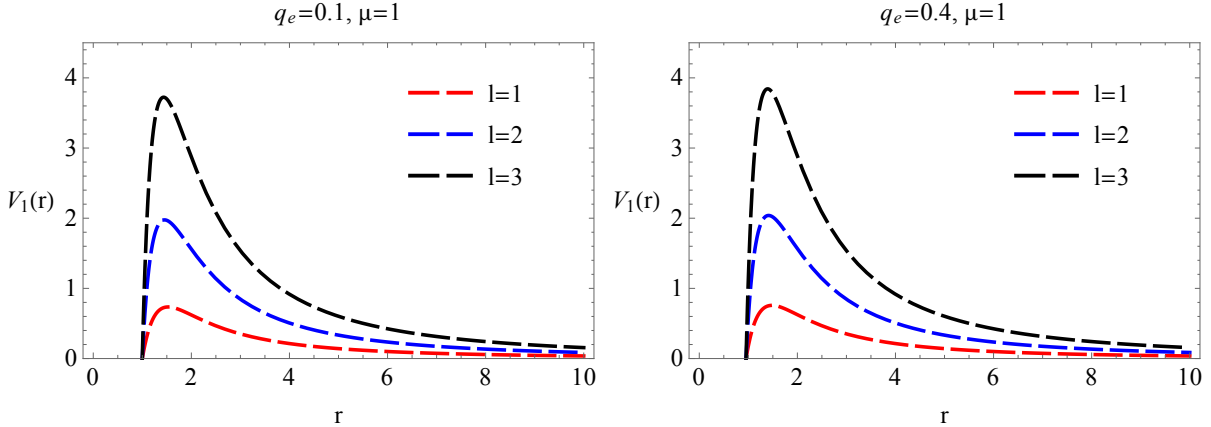 q_e=0.1, μ=1
4
3
2
1
0
V_1(r)
l=1
l=2
l=3
0 2 4 6 8 10
r
q_e=0.4, μ=1
4
3
2
1
0
V_1(r)
l=1
l=2
l=3
0 2 4 6 8 10
r